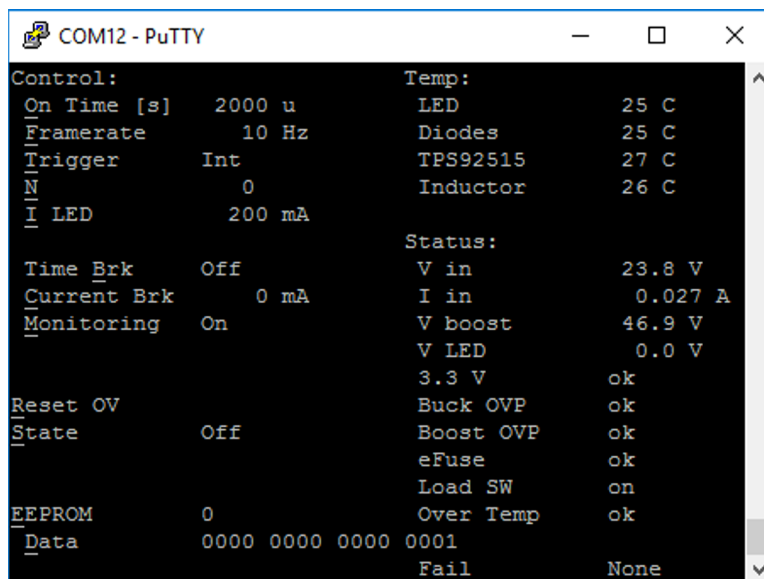 COM12 - PuTTY
Control: Temp:
On Time [s] 2000 u LED 25 C
Framerate 10 Hz Diodes 25 C
Trigger Int TPS92515 27 C
N 0 Inductor 26 C
I LED 200 mA
Status:
Time Brk Off V in 23.8 V
Current Brk 0 mA I in 0.027 A
Monitoring On V boost 46.9 V
V LED 0.0 V
3.3 V ok
Reset OV Buck OVP ok
State Off Boost OVP ok
eFuse ok
Load SW on
EEPROM 0 Over Temp ok
Data 0000 0000 0000 0001
Fail None